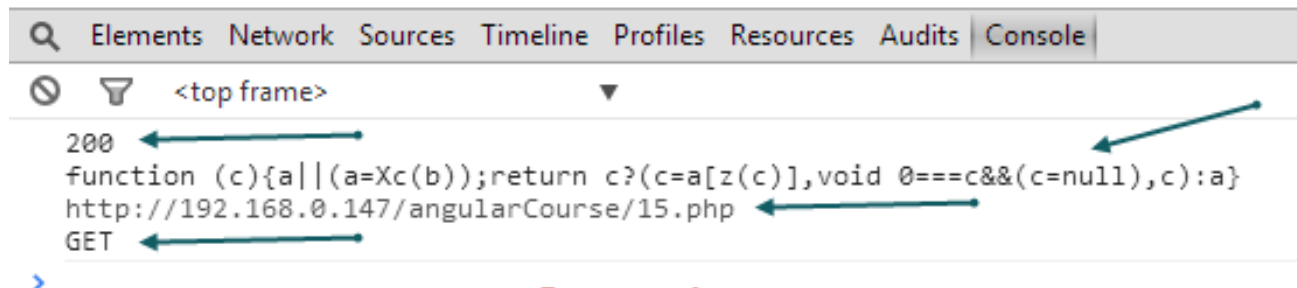 Elements Network Sources Timeline Profiles Resources Audits Console
<top frame>
200
function (c){a||(a=Xc(b));return c?(c=a[z(c)],void 0===c&&(c=null),c):a}
http://192.168.0.147/angularCourse/15.php
GET